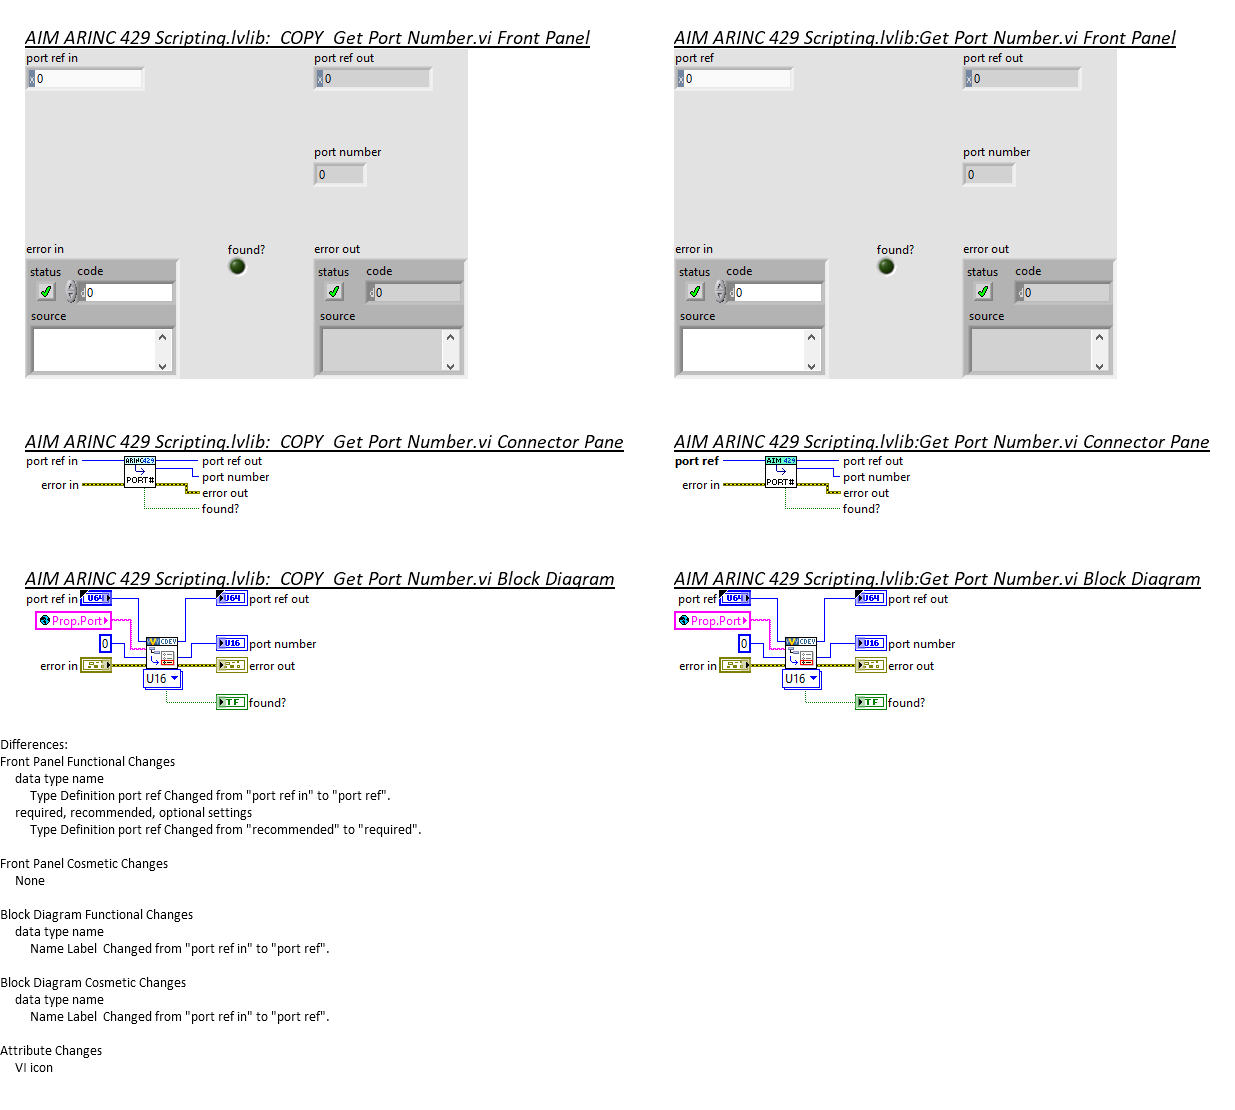 AIM ARINC 429 Scripting.lvlib:_COPY_Get Port Number.vi Front Panel
port ref in
x 0
port ref out
x 0
port number
0
error in
found?
error out
status
code
d 0
source
status
code
d 0
source
AIM ARINC 429 Scripting.lvlib:Get Port Number.vi Front Panel
port ref
x 0
port ref out
x 0
port number
0
error in
found?
error out
status
code
d 0
source
status
code
d 0
source
AIM ARINC 429 Scripting.lvlib:_COPY_Get Port Number.vi Connector Pane
port ref in
error in
ARINC429
PORT#
port ref out
port number
error out
found?
AIM ARINC 429 Scripting.lvlib:Get Port Number.vi Connector Pane
port ref
error in
AIM 429
PORT#
port ref out
port number
error out
found?
AIM ARINC 429 Scripting.lvlib:_COPY_Get Port Number.vi Block Diagram
port ref in
U64
U64
port ref out
Prop.Port
0
CDEV
U16
port number
error in
error out
U16
TF
found?
AIM ARINC 429 Scripting.lvlib:Get Port Number.vi Block Diagram
port ref
U64
U64
port ref out
Prop.Port
0
CDEV
U16
port number
error in
error out
U16
TF
found?
Differences:
Front Panel Functional Changes
data type name
Type Definition port ref Changed from "port ref in" to "port ref".
required, recommended, optional settings
Type Definition port ref Changed from "recommended" to "required".
Front Panel Cosmetic Changes
None
Block Diagram Functional Changes
data type name
Name Label  Changed from "port ref in" to "port ref".
Block Diagram Cosmetic Changes
data type name
Name Label  Changed from "port ref in" to "port ref".
Attribute Changes
VI icon